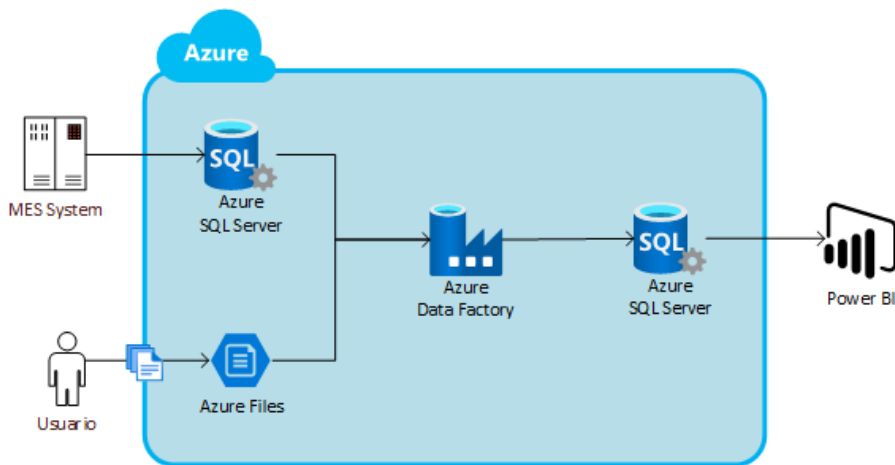 Azure
SQL
MES System
Azure
SQL Server
SQL
Azure
Data Factory
Azure
SQL Server
Power BI
Azure Files
Usuario